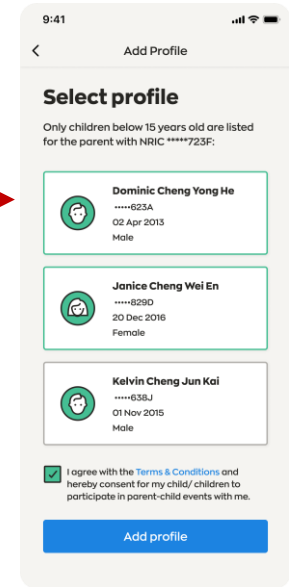 9:41
Add Profile
Select profile
Only children below 15 years old are listed
for the parent with NRIC *****723F:
Dominic Cheng Yong He
•••••623A
02 Apr 2013
Male
Janice Cheng Wei En
•••••829D
20 Dec 2016
Female
Kelvin Cheng Jun Kai
•••••638J
01 Nov 2015
Male
I agree with the Terms & Conditions and
hereby consent for my child/ children to
participate in parent-child events with me.
Add profile